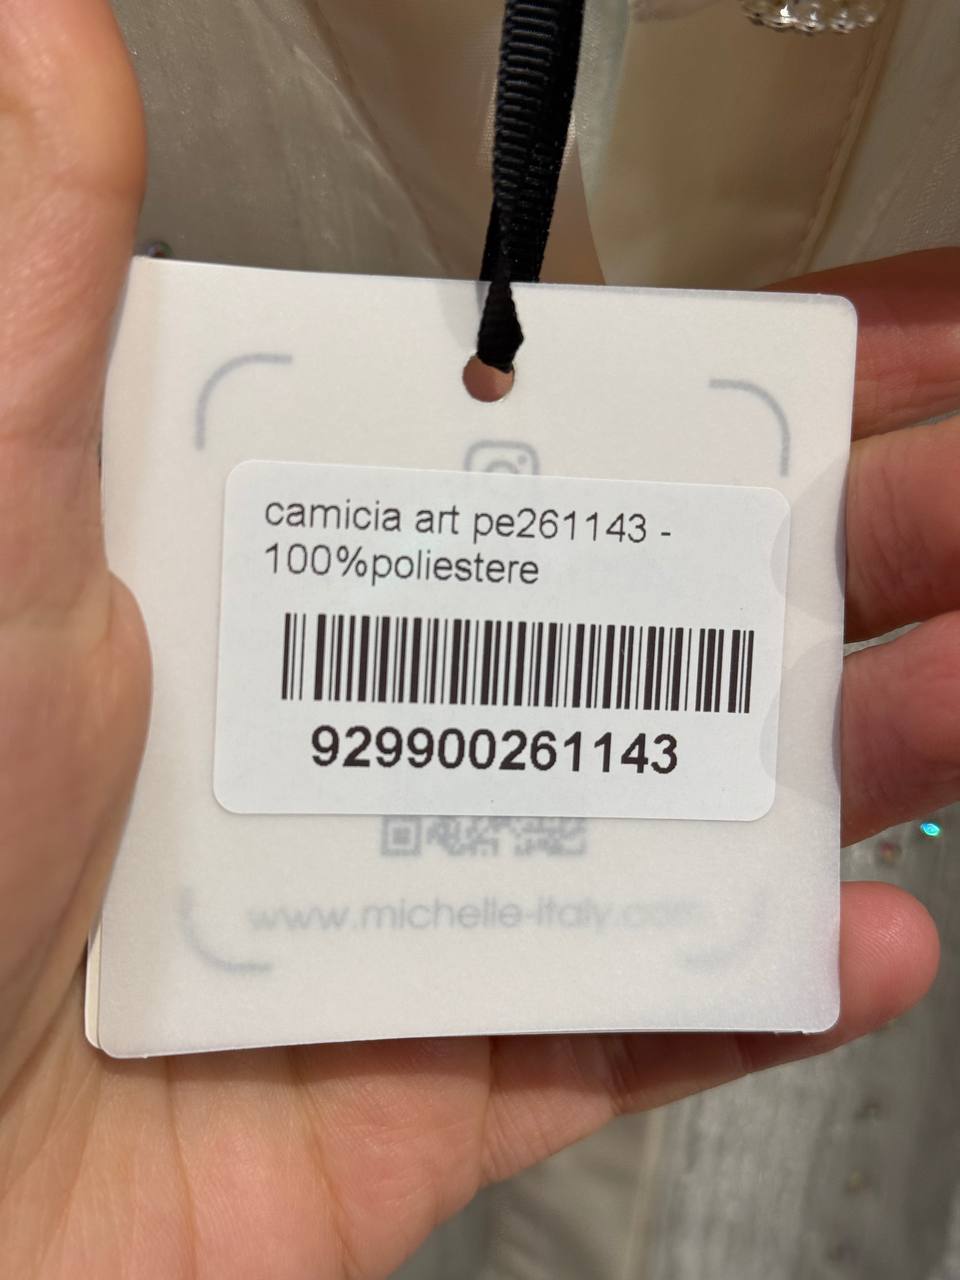 camicia art pe261143 -
100%poliestere
929900261143
www.michelle-italy.com